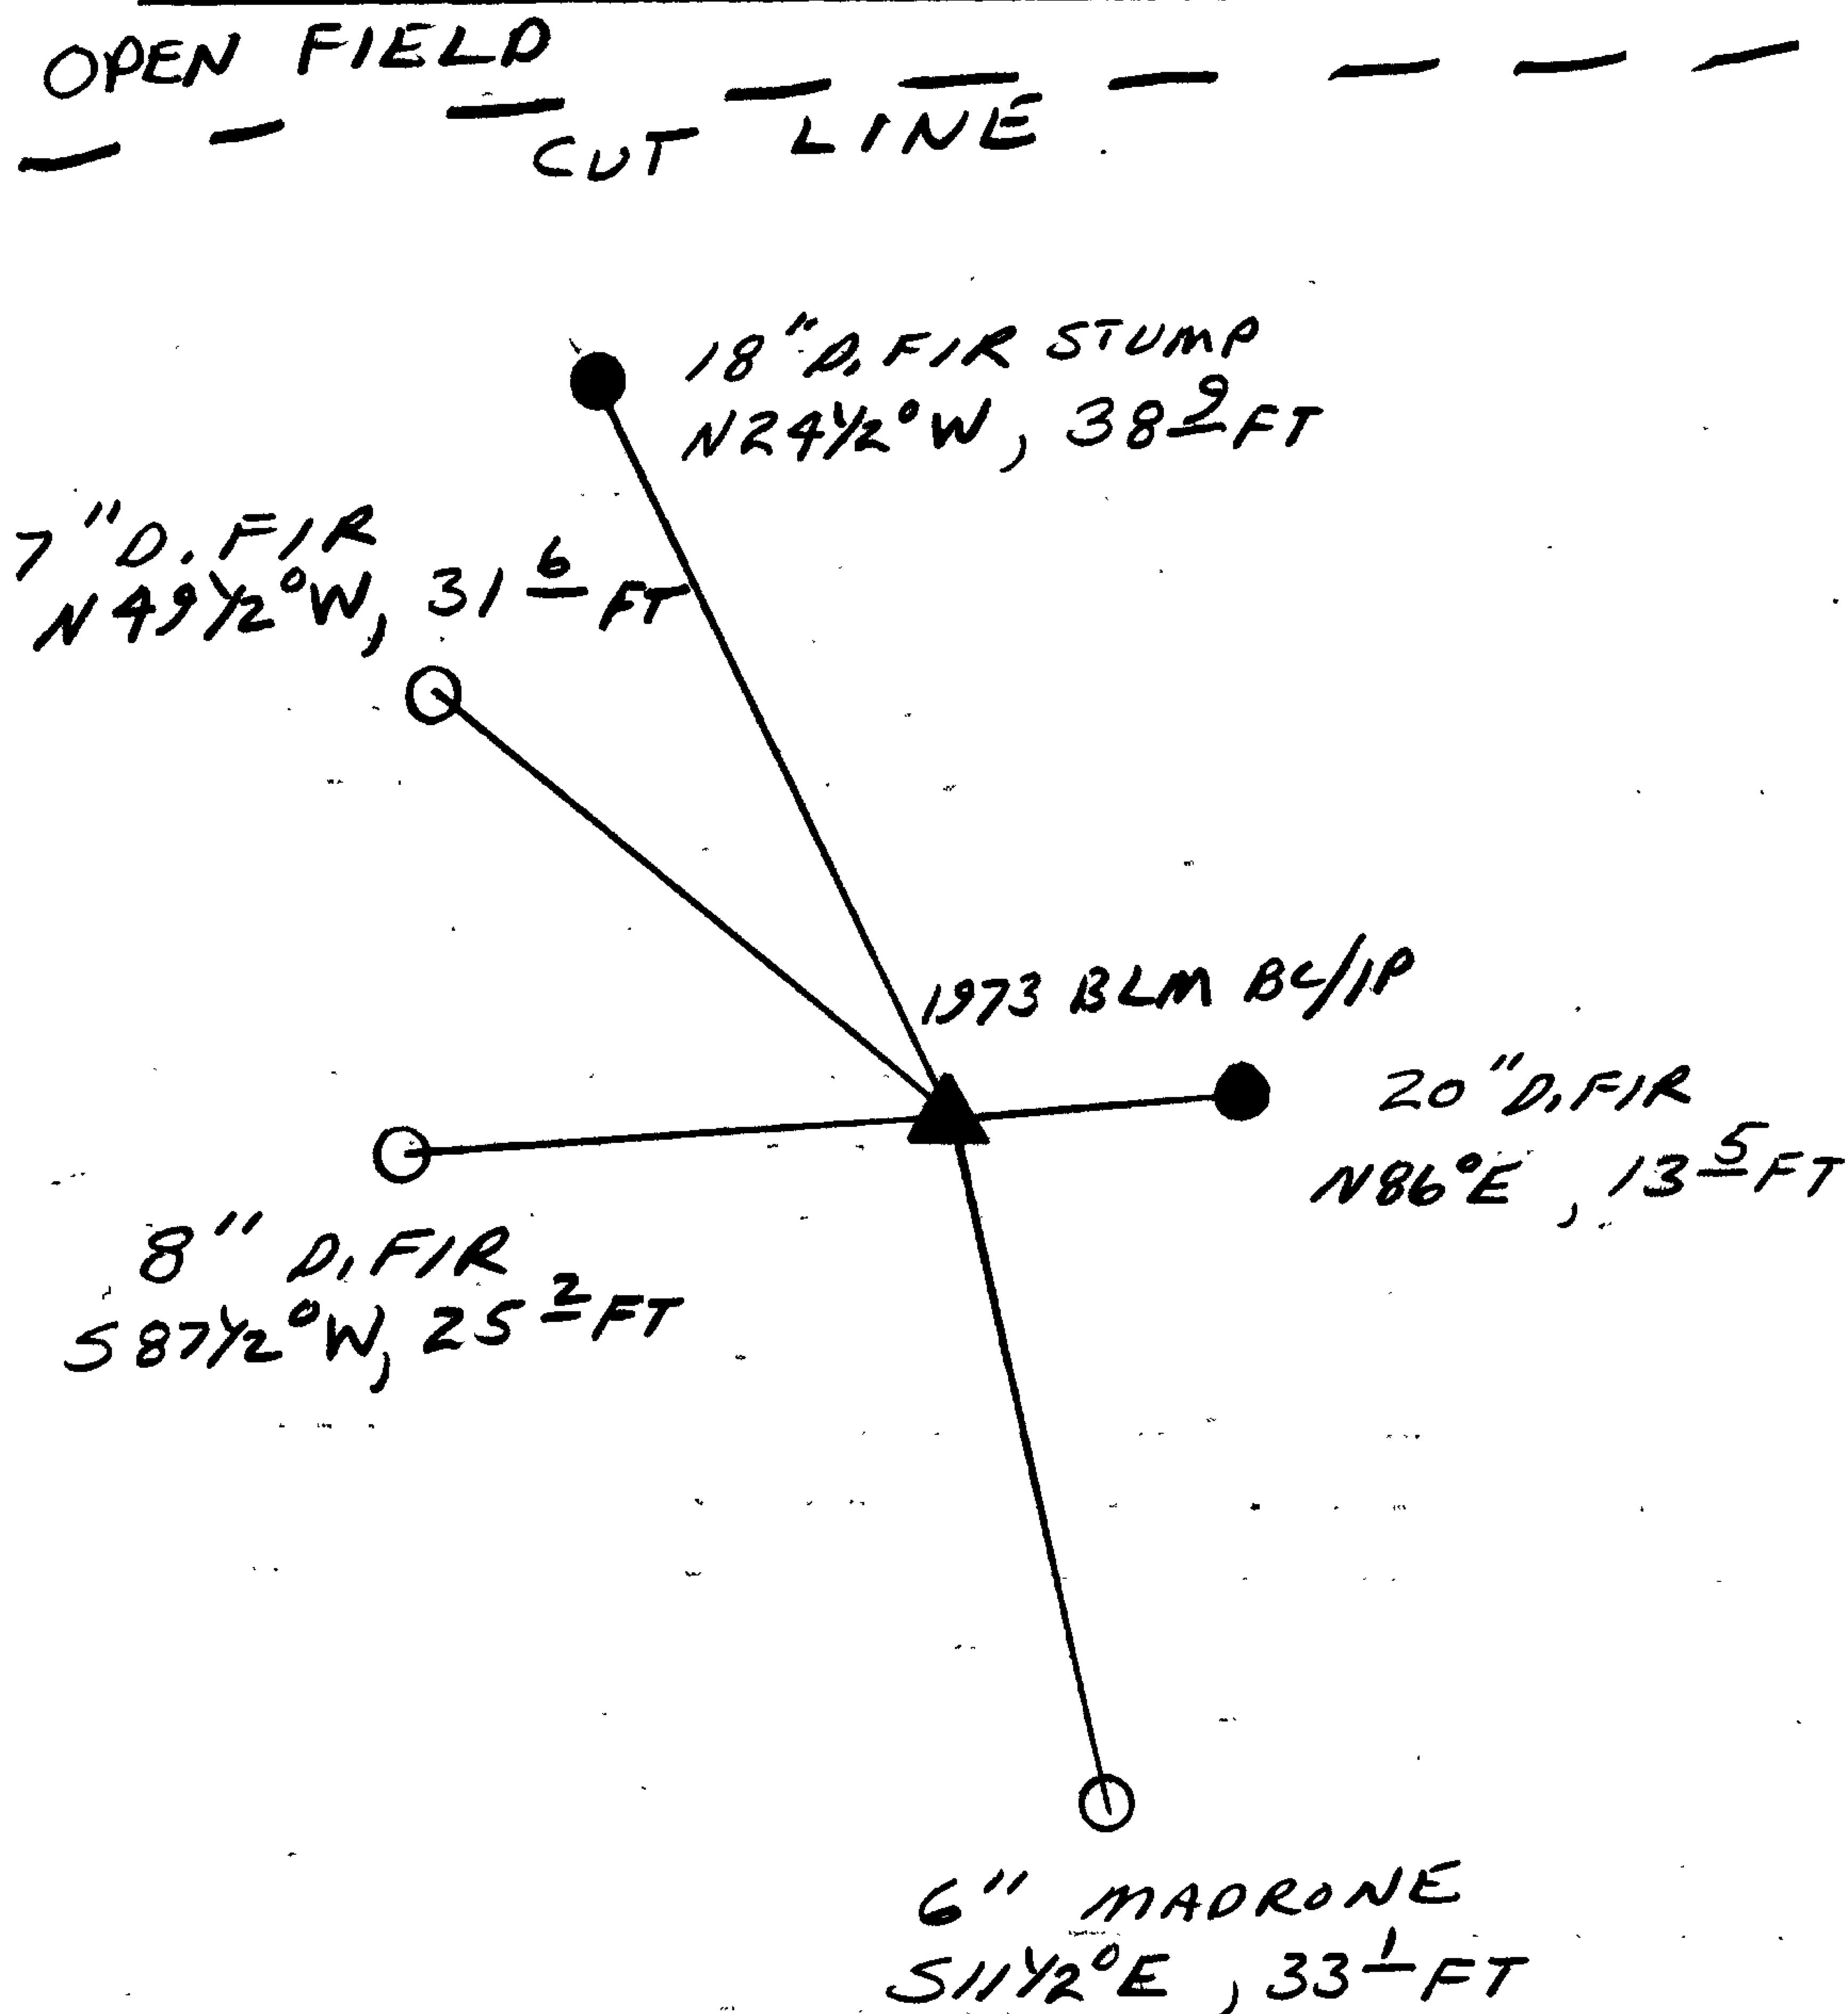 OPEN FIELD
CUT LINE
18" D. FIR STUMP
N24½°W, 38 9 FT
7" D. FIR
N49½°W, 31 6 FT
1973 BLM BC/IP
20" D. FIR
N86°E, 13 5 FT
8" D. FIR
S87½°W, 25 2 FT
6" MADRONE
S11½°E, 33 1 FT